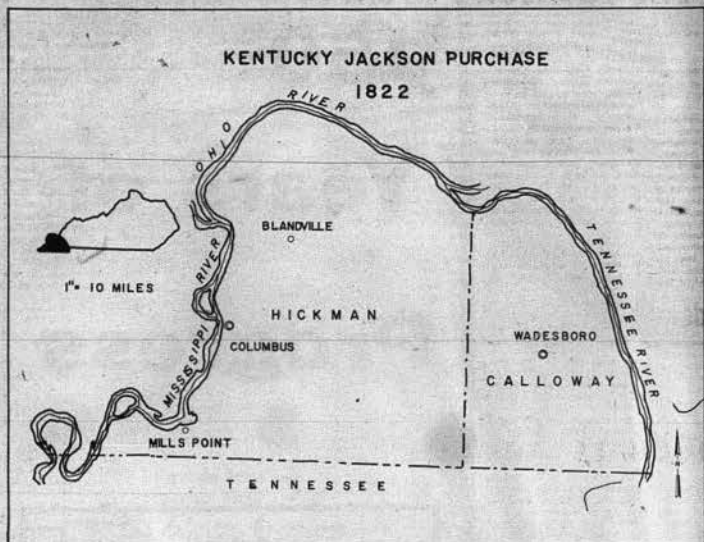 KENTUCKY JACKSON PURCHASE
1822
OHIO RIVER
BLANDVILLE
TENNESSEE RIVER
1"= 10 MILES
MISSISSIPPI RIVER
HICKMAN
COLUMBUS
WADESBORO
CALLOWAY
MILLS POINT
TENNESSEE